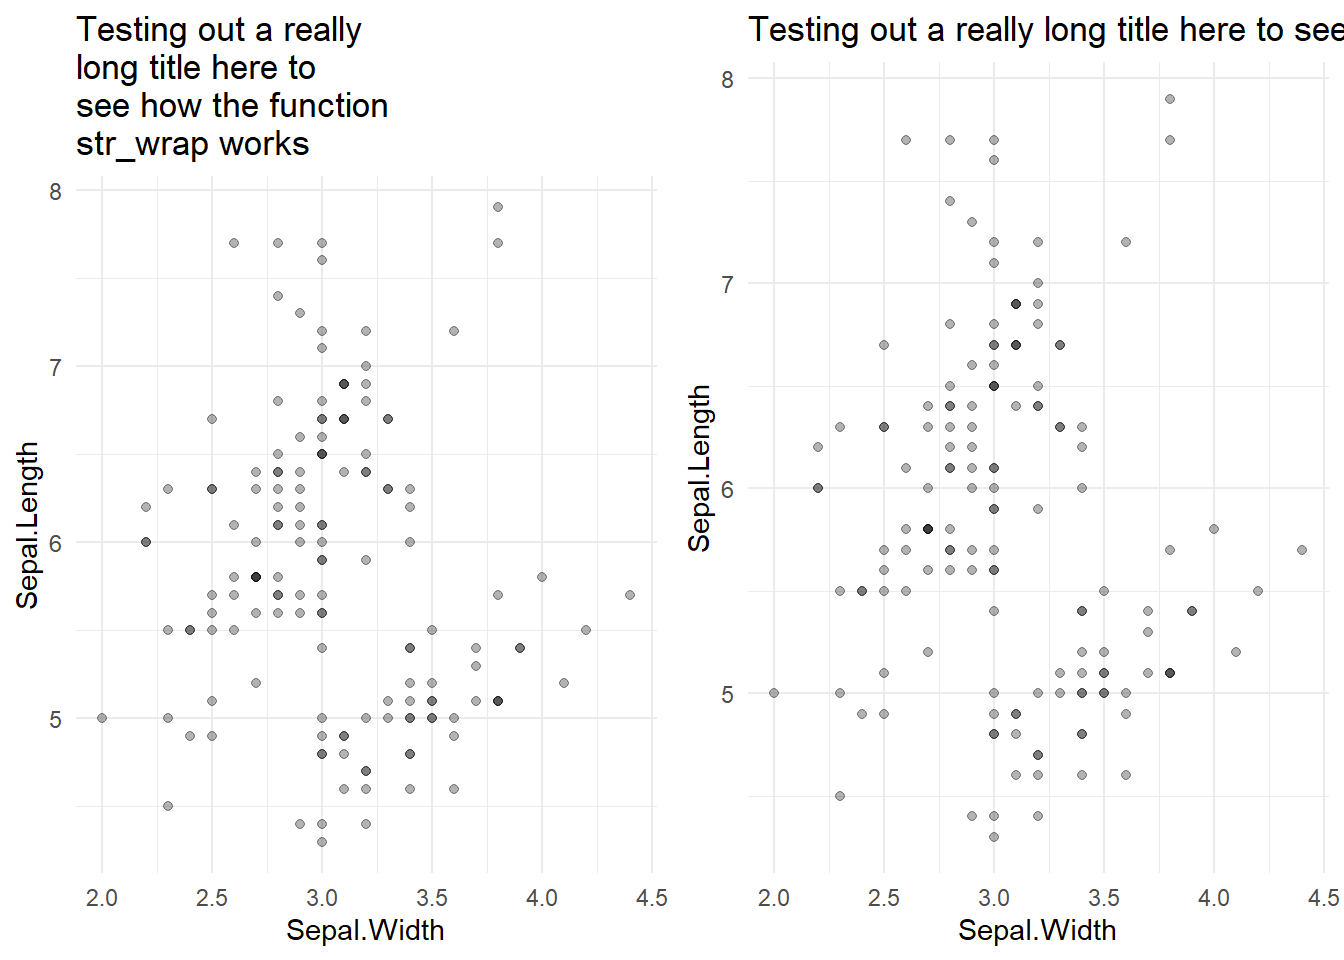 Testing out a really
long title here to
see how the function
str_wrap works
8
7
6
5
Sepal.Length
2.0 2.5 3.0 3.5 4.0 4.5
Sepal.Width
Testing out a really long title here to see
8
7
6
5
Sepal.Length
2.0 2.5 3.0 3.5 4.0 4.5
Sepal.Width